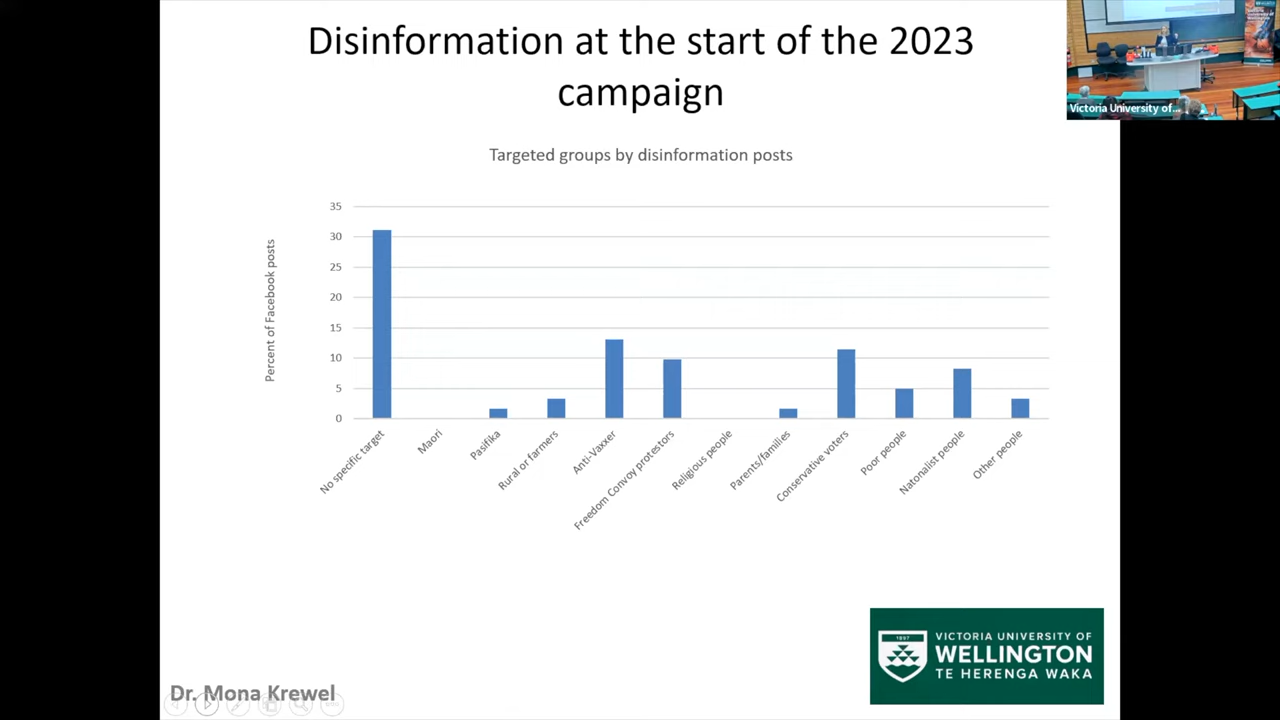 Disinformation at the start of the 2023
campaign
Victoria University of...
Targeted groups by disinformation posts
Percent of Facebook posts
35
30
25
20
15
10
5
0
No specific target
Maori
Pasifika
Rural or farmers
Anti-Vaxxer
Freedom Convoy protestors
Religious people
Parents/families
Conservative voters
Poor people
Natonalist people
Other people
1897
VICTORIA UNIVERSITY OF
WELLINGTON
TE HERENGA WAKA
Dr. Mona Krewel